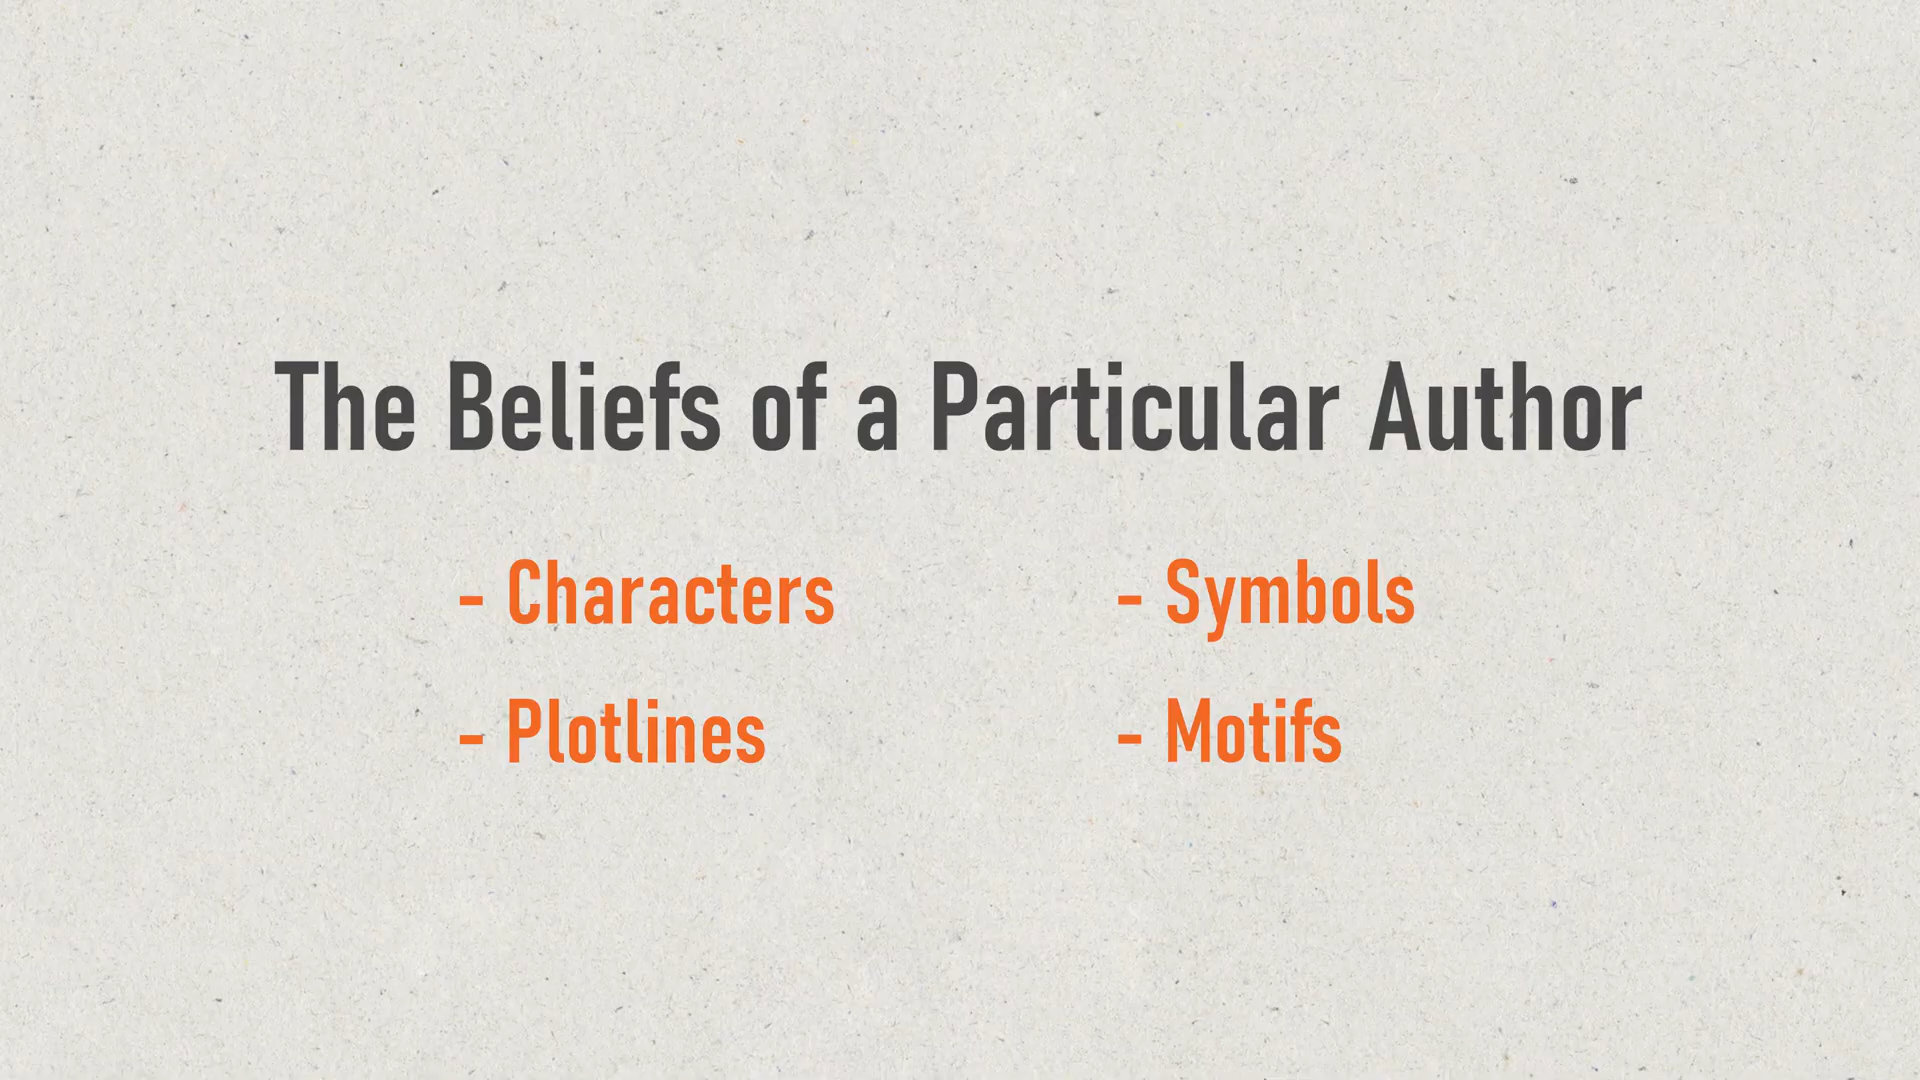 The Beliefs of a Particular Author
- Characters
- Plotlines
- Symbols
- Motifs